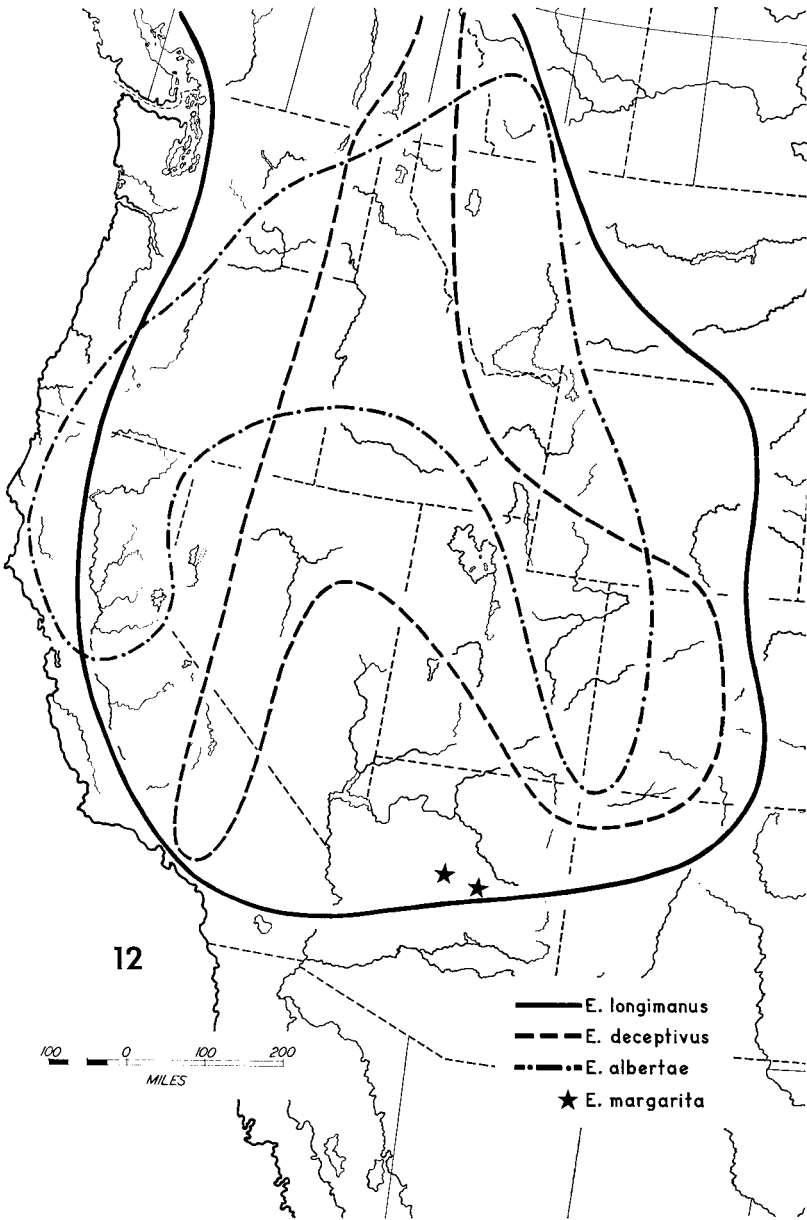 12
100 0 100 200
MILES
E. longimanus
E. deceptivus
E. albertae
E. margarita